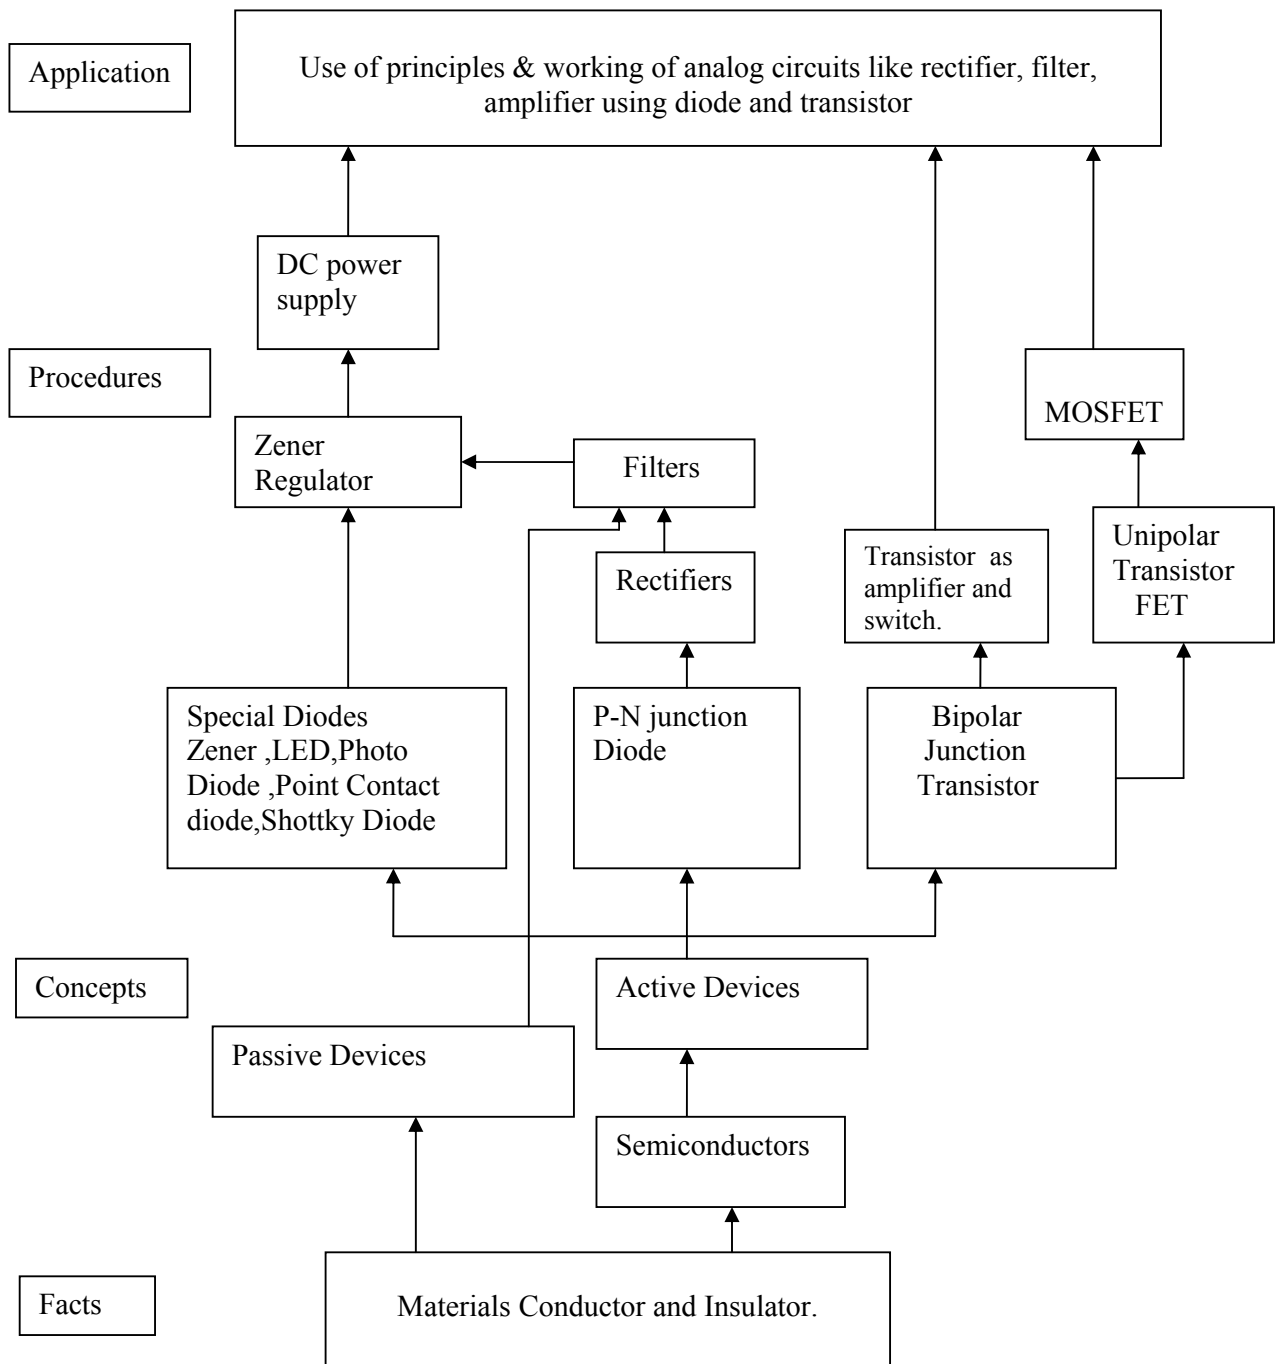 Application
Use of principles & working of analog circuits like rectifier, filter,
amplifier using diode and transistor
DC power
supply
Procedures
MOSFET
Zener
Regulator
Filters
Rectifiers
Transistor as
amplifier and
switch.
Unipolar
Transistor
FET
Special Diodes
Zener ,LED,Photo
Diode ,Point Contact
diode,Shottky Diode
P-N junction
Diode
Bipolar
Junction
Transistor
Concepts
Active Devices
Passive Devices
Semiconductors
Facts
Materials Conductor and Insulator.